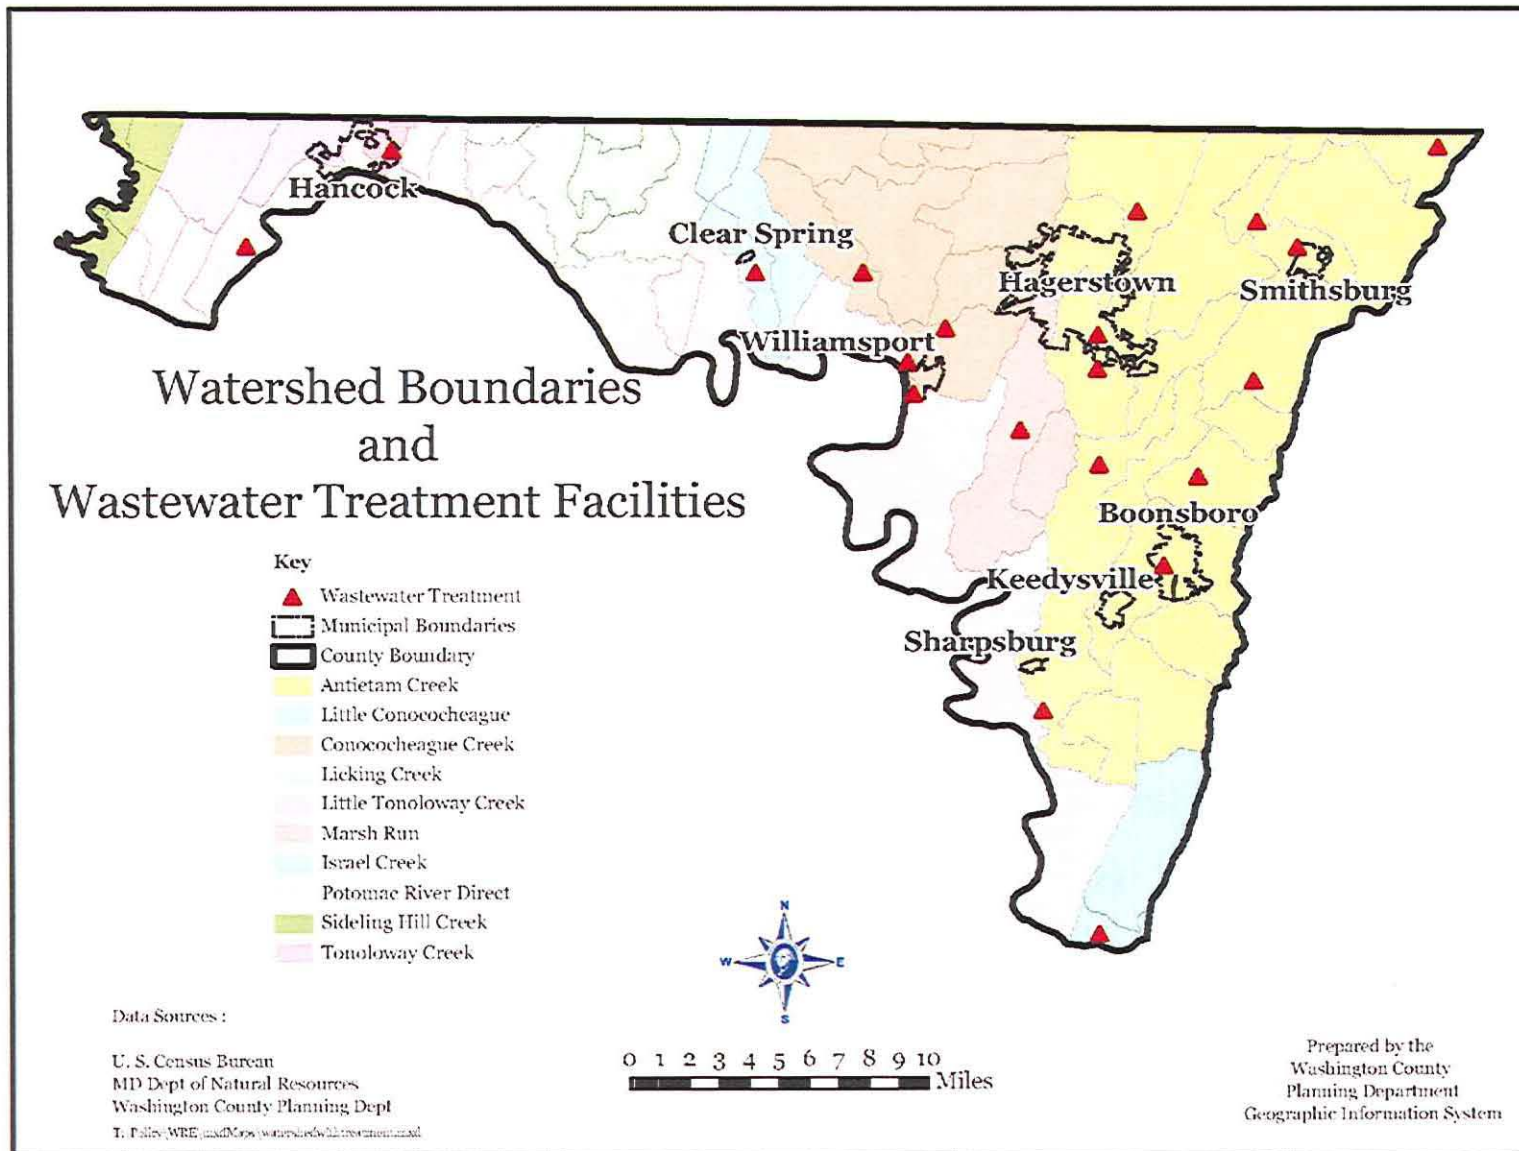 Hancock
Clear Spring
Hagerstown
Smithsburg
Williamsport
Watershed Boundaries
and
Wastewater Treatment Facilities
Boonsboro
Keedysville
Sharpsburg
Key
Wastewater Treatment
Municipal Boundaries
County Boundary
Antietam Creek
Little Conococheague
Conococheague Creek
Licking Creek
Little Tonoloway Creek
Marsh Run
Israel Creek
Potomac River Direct
Sideling Hill Creek
Tonoloway Creek
N
W E
S
Data Sources :
U. S. Census Bureau
MD Dept of Natural Resources
Washington County Planning Dept
0 1 2 3 4 5 6 7 8 9 10
Miles
Prepared by the
Washington County
Planning Department
Geographic Information System